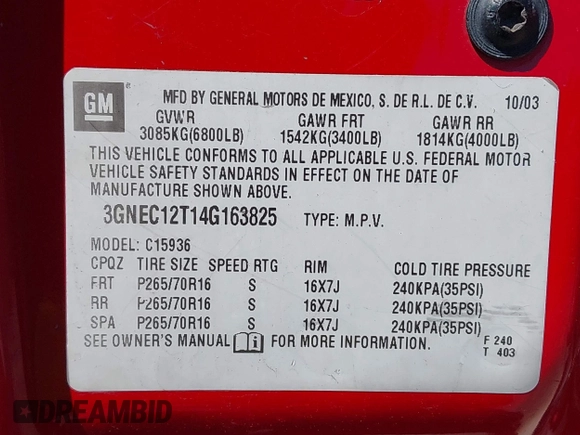 GM
MFD BY GENERAL MOTORS DE MEXICO, S. DE R.L. DE C.V. 10/03
GVWR GAWR FRT GAWR RR
3085KG(6800LB) 1542KG(3400LB) 1814KG(4000LB)
THIS VEHICLE CONFORMS TO ALL APPLICABLE U.S. FEDERAL MOTOR
VEHICLE SAFETY STANDARDS IN EFFECT ON THE DATE OF
MANUFACTURE SHOWN ABOVE.
3GNEC12T14G163825 TYPE: M.P.V.
MODEL: C15936
CPQZ TIRE SIZE SPEED RTG RIM COLD TIRE PRESSURE
FRT P265/70R16 S 16X7J 240KPA(35PSI)
RR P265/70R16 S 16X7J 240KPA(35PSI)
SPA P265/70R16 S 16X7J 240KPA(35PSI)
SEE OWNER'S MANUAL FOR MORE INFORMATION. F 240
T 403
DREAMBID